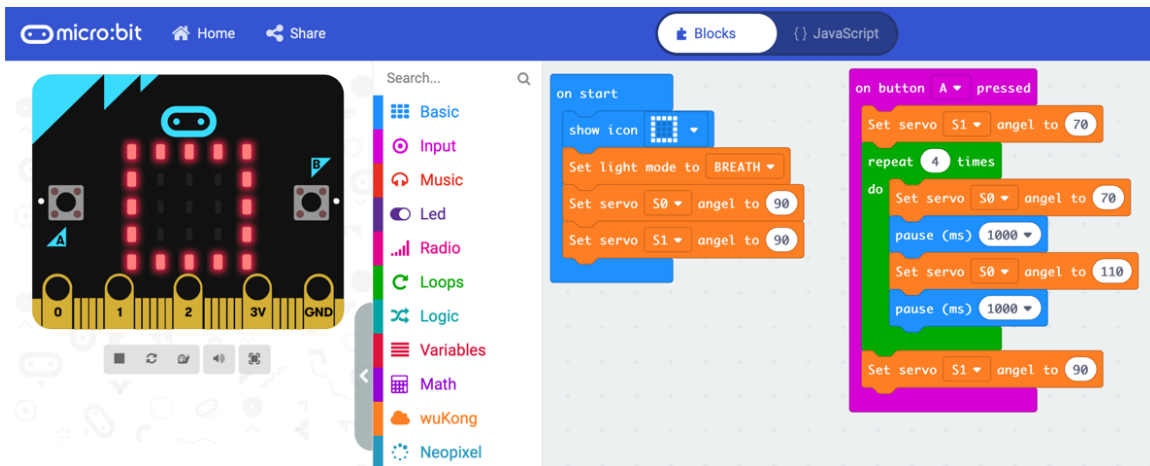 micro:bit Home Share Blocks {} JavaScript
B
A
0 1 2 3V GND
Search...
Basic
Input
Music
Led
Radio
Loops
Logic
Variables
Math
wuKong
Neopixel
on start
show icon
Set light mode to BREATH
Set servo S0 angel to 90
Set servo S1 angel to 90
on button A pressed
Set servo S1 angel to 70
repeat 4 times
do
Set servo S0 angel to 70
pause (ms) 1000
Set servo S0 angel to 110
pause (ms) 1000
Set servo S1 angel to 90